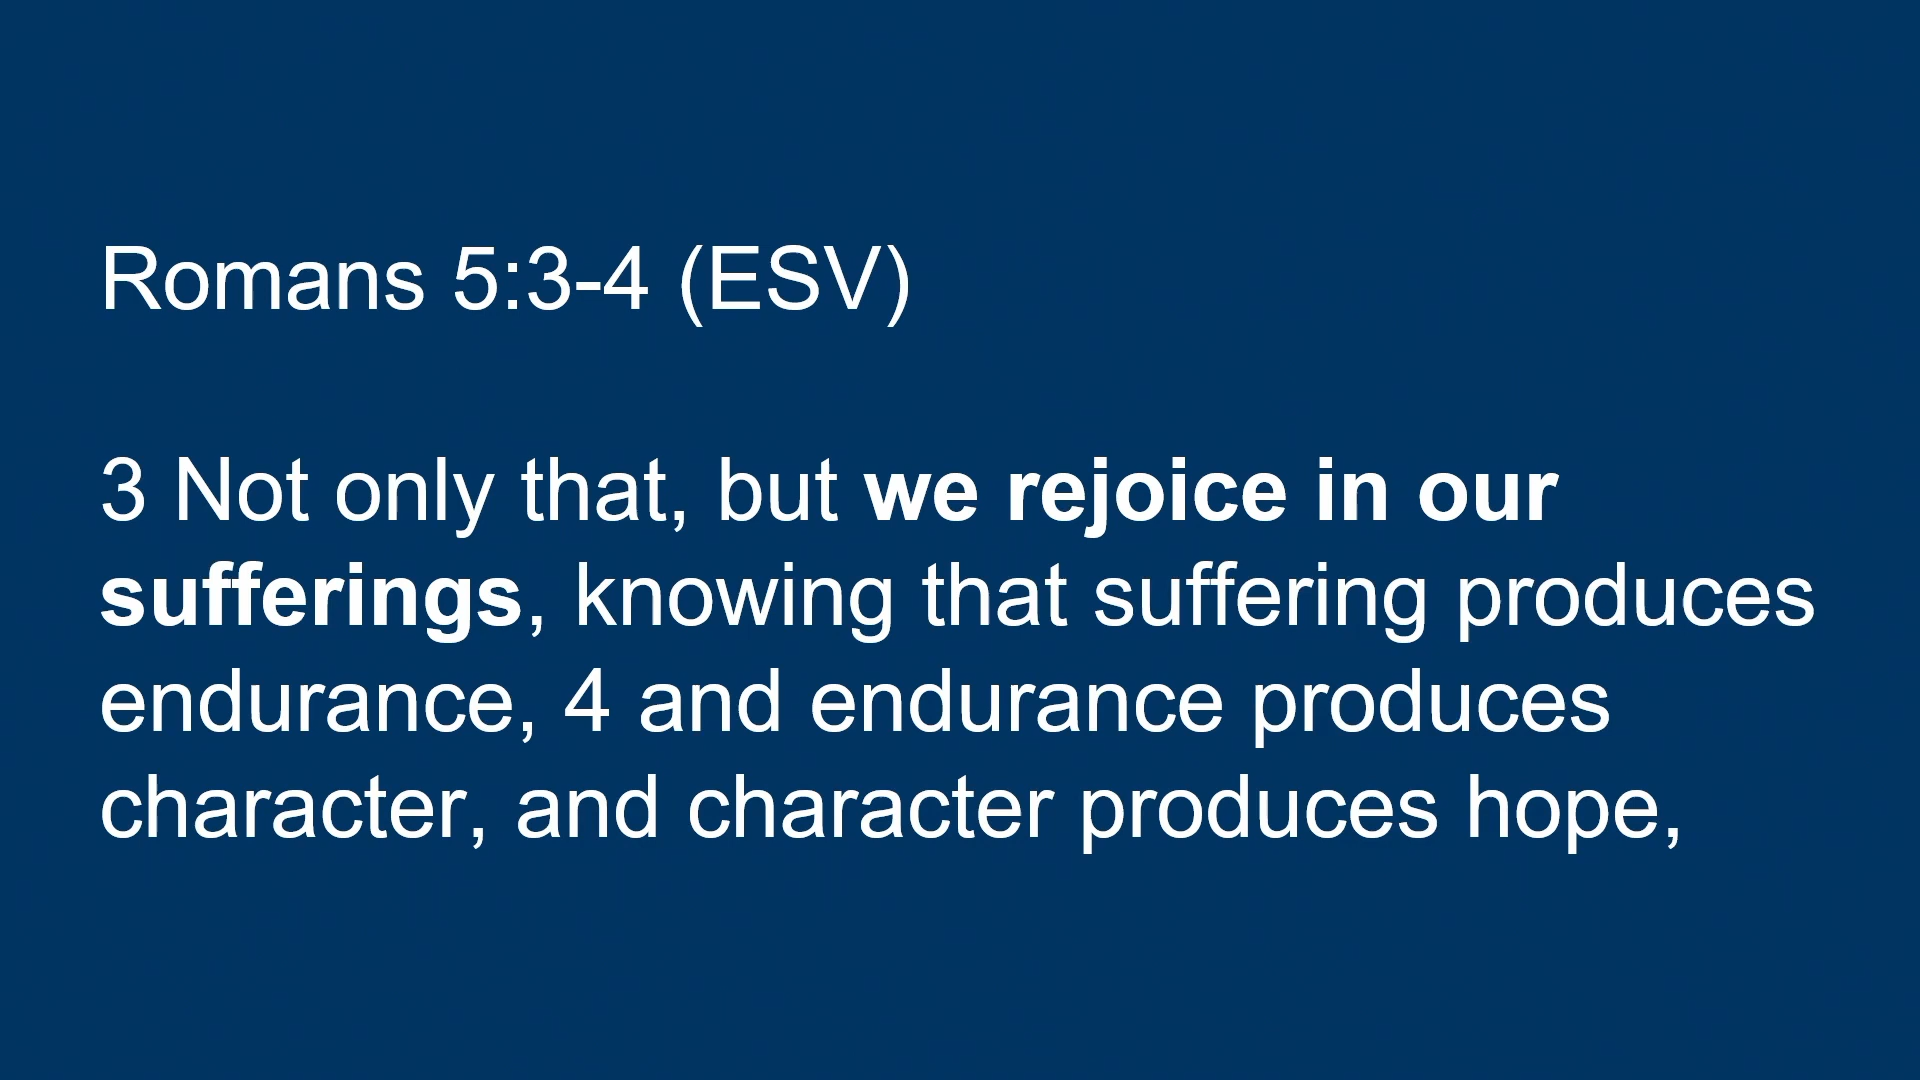 Romans 5:3-4 (ESV)
3 Not only that, but we rejoice in our
sufferings, knowing that suffering produces
endurance, 4 and endurance produces
character, and character produces hope,